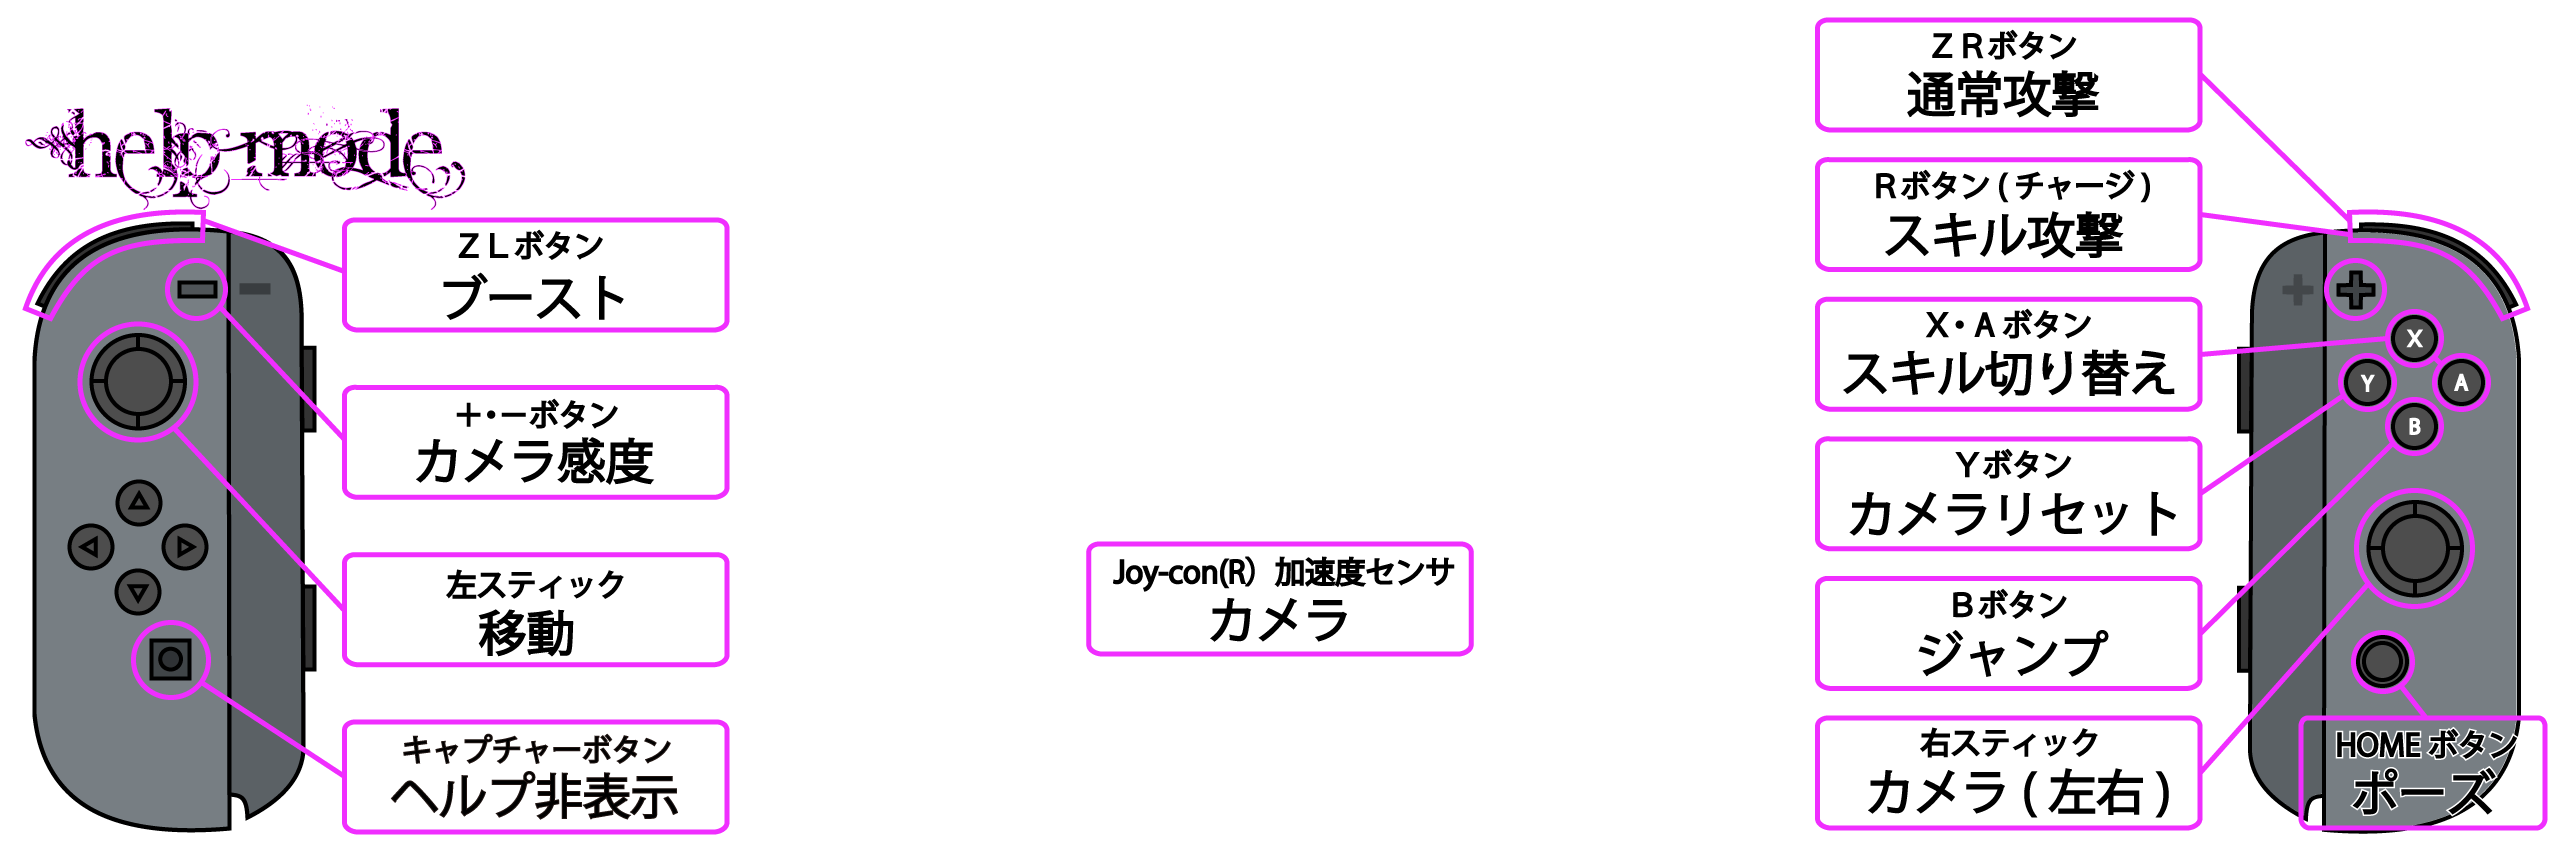 help mode
ZLボタン
ブースト
＋・－ボタン
カメラ感度
左スティック
移動
キャプチャーボタン
ヘルプ非表示
Joy-con(R) 加速度センサ
カメラ
ZRボタン
通常攻撃
Rボタン(チャージ)
スキル攻撃
X・Aボタン
スキル切り替え
Yボタン
カメラリセット
Bボタン
ジャンプ
右スティック
カメラ(左右)
X
Y
A
B
HOMEボタン
ポーズ